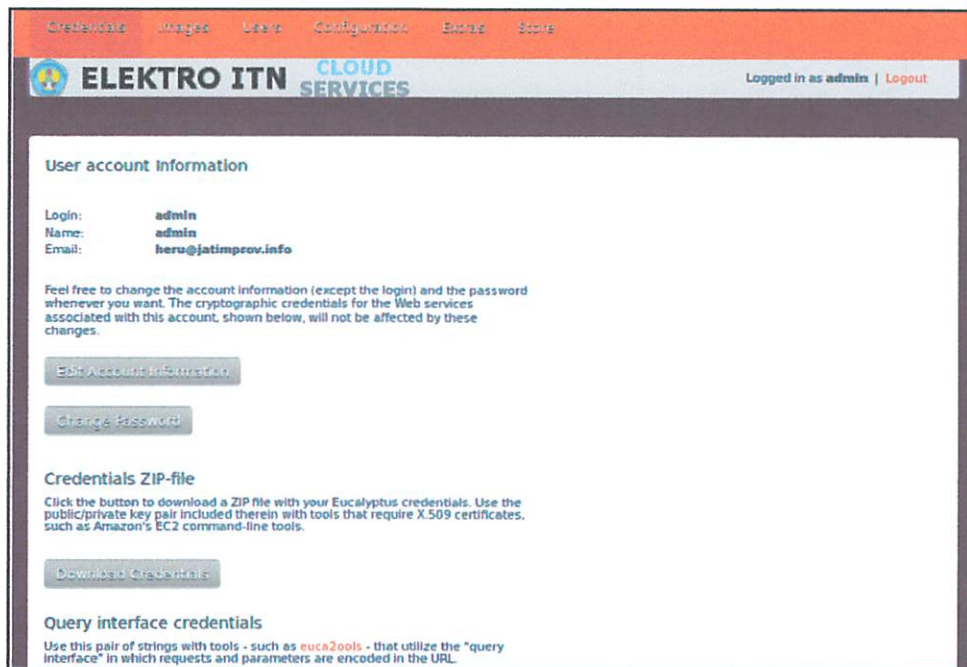 Credentials Images Users Configuration Extras Store
ELEKTRO ITN CLOUD SERVICES
Logged in as admin | Logout
User account Information
Login: admin
Name: admin
Email: heru@jatimprov.info
Feel free to change the account information (except the login) and the password
whenever you want. The cryptographic credentials for the Web services
associated with this account, shown below, will not be affected by these
changes.
Edit Account Information
Change Password
Credentials ZIP-file
Click the button to download a ZIP file with your Eucalyptus credentials. Use the
public/private key pair included therein with tools that require X.509 certificates,
such as Amazon's EC2 command-line tools.
Download Credentials
Query interface credentials
Use this pair of strings with tools - such as euca2ools - that utilize the "query
interface" in which requests and parameters are encoded in the URL.